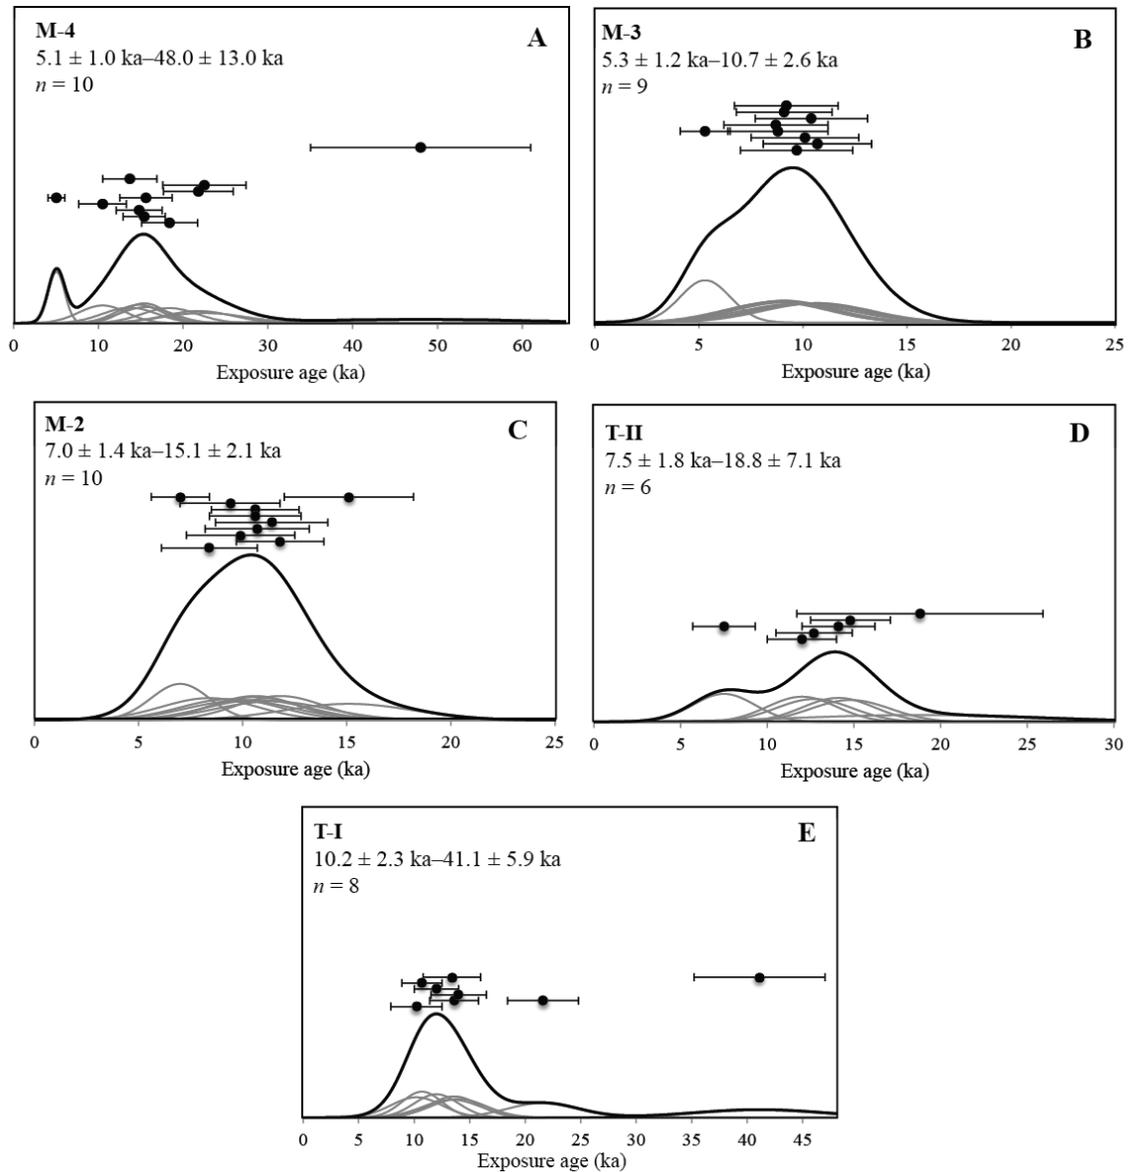 M-4
A
5.1 ± 1.0 ka–48.0 ± 13.0 ka
n = 10
0 10 20 30 40 50 60
Exposure age (ka)
M-3
B
5.3 ± 1.2 ka–10.7 ± 2.6 ka
n = 9
0 5 10 15 20 25
Exposure age (ka)
M-2
C
7.0 ± 1.4 ka–15.1 ± 2.1 ka
n = 10
0 5 10 15 20 25
Exposure age (ka)
T-II
D
7.5 ± 1.8 ka–18.8 ± 7.1 ka
n = 6
0 5 10 15 20 25 30
Exposure age (ka)
T-I
E
10.2 ± 2.3 ka–41.1 ± 5.9 ka
n = 8
0 5 10 15 20 25 30 35 40 45
Exposure age (ka)